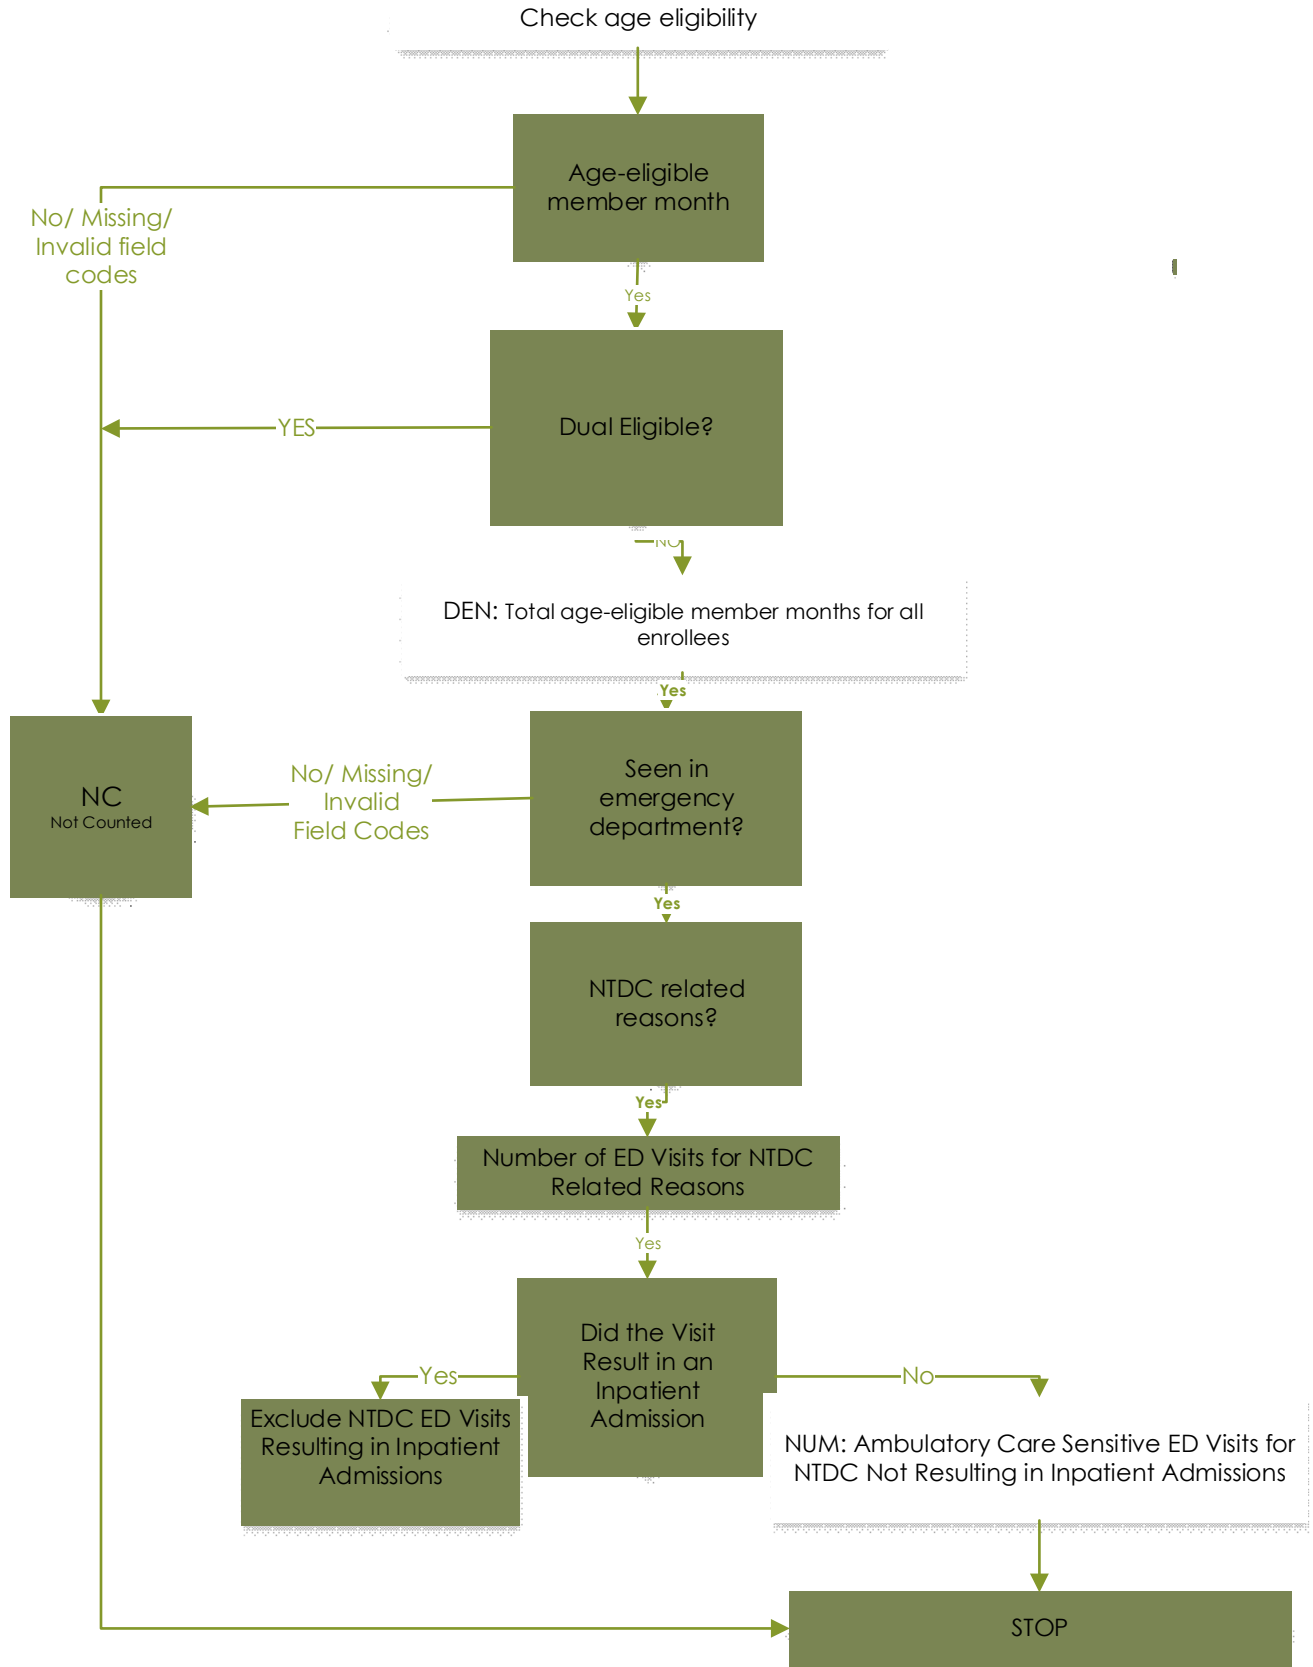 Check age eligibility
Age-eligible
member month
No/ Missing/
Invalid field
codes
Yes
Dual Eligible?
YES
NO
DEN: Total age-eligible member months for all
enrollees
Yes
Seen in
emergency
department?
No/ Missing/
Invalid
Field Codes
NC
Not Counted
Yes
NTDC related
reasons?
Yes
Number of ED Visits for NTDC
Related Reasons
Yes
Did the Visit
Result in an
Inpatient
Admission
Yes
No
Exclude NTDC ED Visits
Resulting in Inpatient
Admissions
NUM: Ambulatory Care Sensitive ED Visits for
NTDC Not Resulting in Inpatient Admissions
STOP